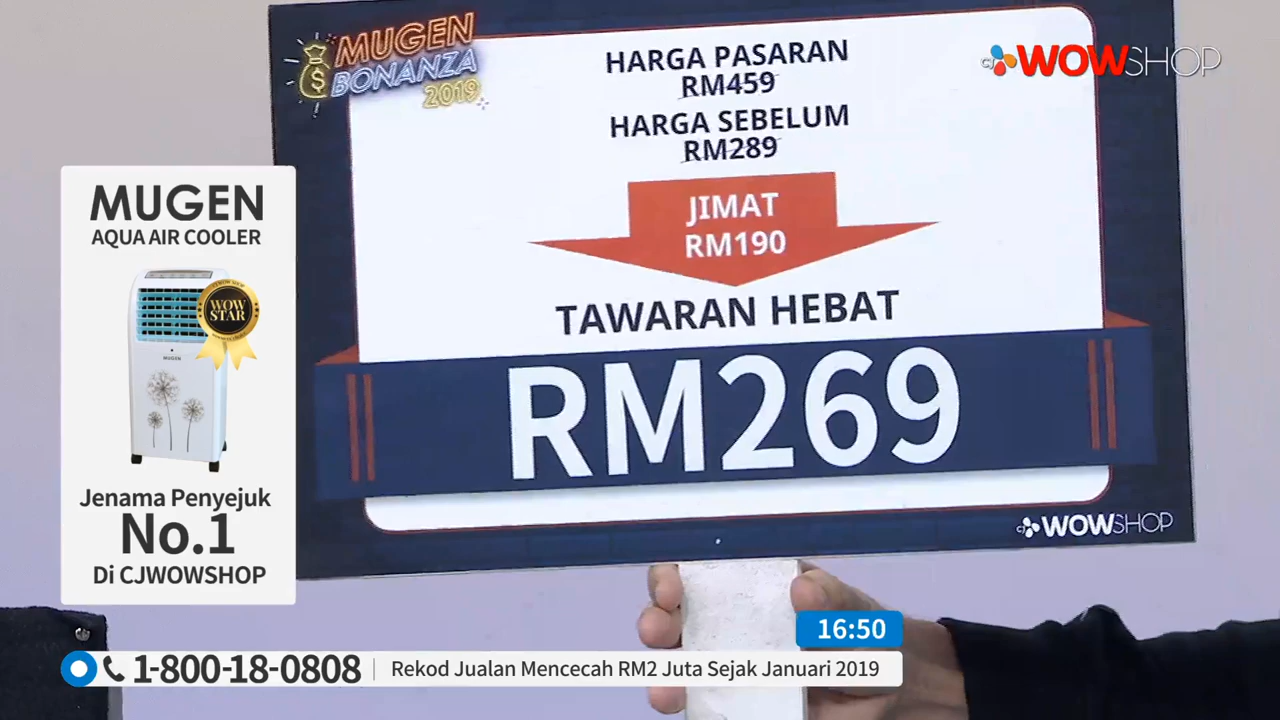 MUGEN
BONANZA
2019
HARGA PASARAN
RM459
HARGA SEBELUM
RM289
JIMAT
RM190
TAWARAN HEBAT
RM269
WOWSHOP
CJ WOWSHOP
MUGEN
AQUA AIR COOLER
WOW
STAR
MUGEN
Jenama Penyejuk
No.1
Di CJWOWSHOP
16:50
1-800-18-0808
Rekod Jualan Mencecah RM2 Juta Sejak Januari 2019